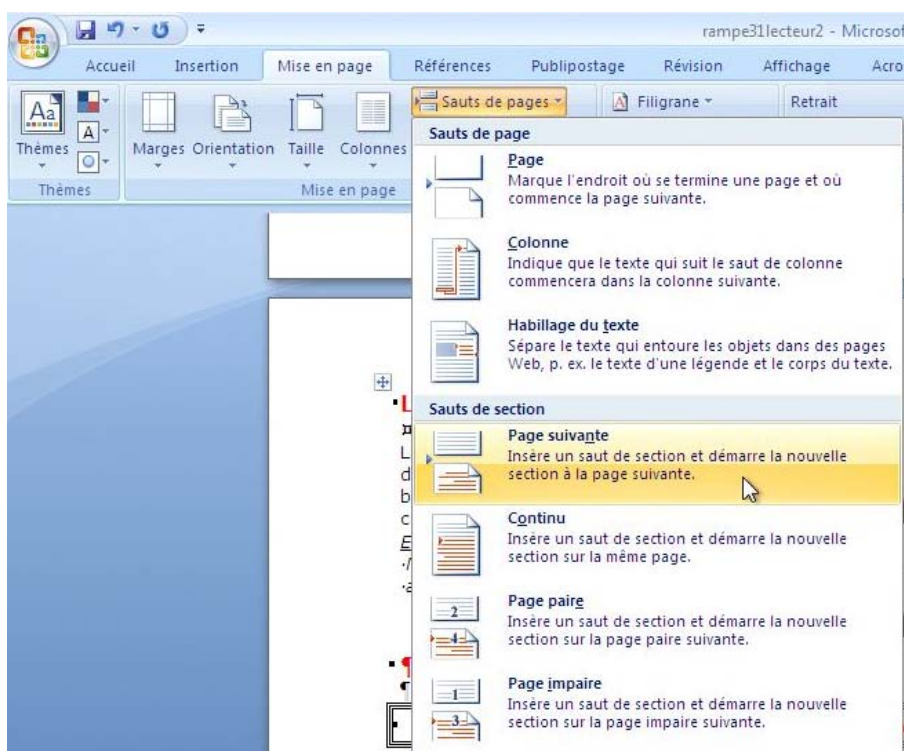 rampe31lecteur2 - Microsof
Accueil Insertion Mise en page Références Publipostage Révision Affichage Acro
Aa A Sauts de pages A Filigrane Retrait
Thèmes Marges Orientation Taille Colonnes
Thèmes Mise en page
Sauts de page
Page
Marque l'endroit où se termine une page et où
commence la page suivante.
Colonne
Indique que le texte qui suit le saut de colonne
commencera dans la colonne suivante.
Habillage du texte
Sépare le texte qui entoure les objets dans des pages
Web, p. ex. le texte d'une légende et le corps du texte.
Sauts de section
Page suivante
Insère un saut de section et démarre la nouvelle
section à la page suivante.
Continu
Insère un saut de section et démarre la nouvelle
section sur la même page.
2
Page paire
Insère un saut de section et démarre la nouvelle
4
section sur la page paire suivante.
1
Page impaire
Insère un saut de section et démarre la nouvelle
3
section sur la page impaire suivante.
L
¤
L
d
b
c
E
¶
¶